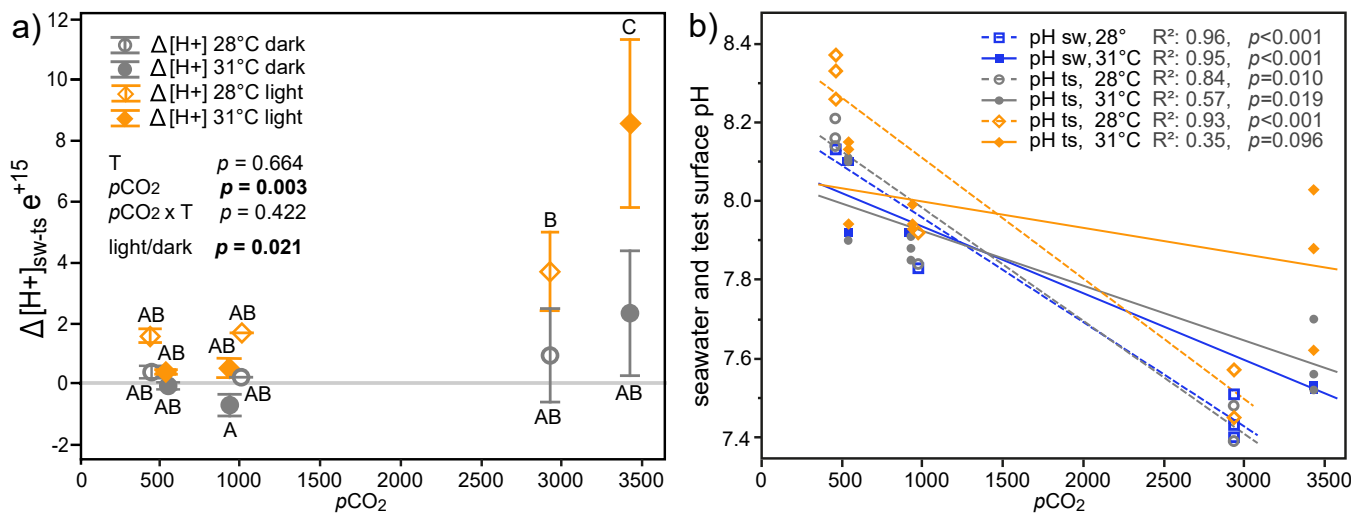 a)
Δ[H+]sw-ts e+15
12
10
8
6
4
2
0
-2
Δ[H+] 28°C dark
Δ[H+] 31°C dark
Δ[H+] 28°C light
Δ[H+] 31°C light
T p = 0.664
pCO2 p = 0.003
pCO2 x T p = 0.422
light/dark p = 0.021
C
B
AB
AB
AB
AB
AB
AB
AB
A
AB
AB
0 500 1000 1500 2000 2500 3000 3500
pCO2
b)
seawater and test surface pH
8.4
8.2
8.0
7.8
7.6
7.4
pH sw, 28° R²: 0.96, p<0.001
pH sw, 31°C R²: 0.95, p<0.001
pH ts, 28°C R²: 0.84, p=0.010
pH ts, 31°C R²: 0.57, p=0.019
pH ts, 28°C R²: 0.93, p<0.001
pH ts, 31°C R²: 0.35, p=0.096
0 500 1000 1500 2000 2500 3000 3500
pCO2